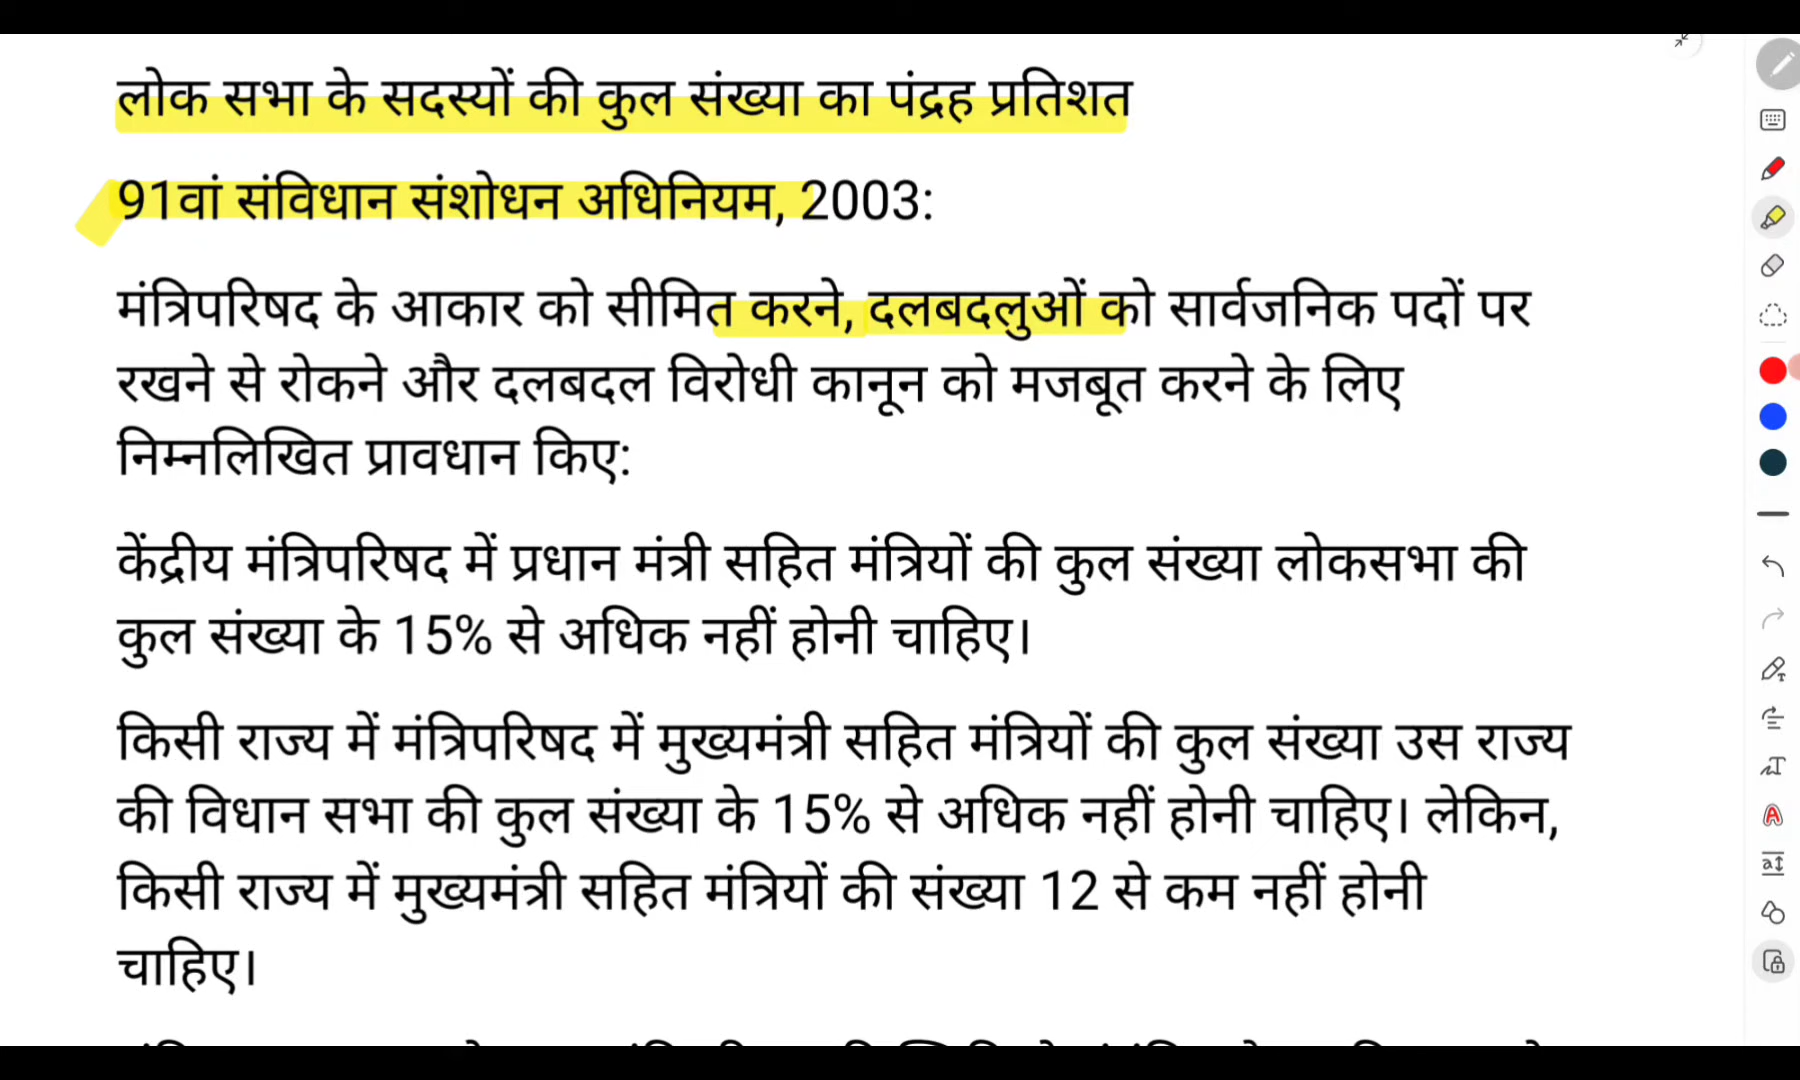 लोक सभा के सदस्यों की कुल संख्या का पंद्रह प्रतिशत
91वां संविधान संशोधन अधिनियम, 2003:
मंत्रिपरिषद के आकार को सीमित करने, दलबदलुओं को सार्वजनिक पदों पर
रखने से रोकने और दलबदल विरोधी कानून को मजबूत करने के लिए
निम्नलिखित प्रावधान किए:
केंद्रीय मंत्रिपरिषद में प्रधान मंत्री सहित मंत्रियों की कुल संख्या लोकसभा की
कुल संख्या के 15% से अधिक नहीं होनी चाहिए।
किसी राज्य में मंत्रिपरिषद में मुख्यमंत्री सहित मंत्रियों की कुल संख्या उस राज्य
की विधान सभा की कुल संख्या के 15% से अधिक नहीं होनी चाहिए। लेकिन,
किसी राज्य में मुख्यमंत्री सहित मंत्रियों की संख्या 12 से कम नहीं होनी
चाहिए।